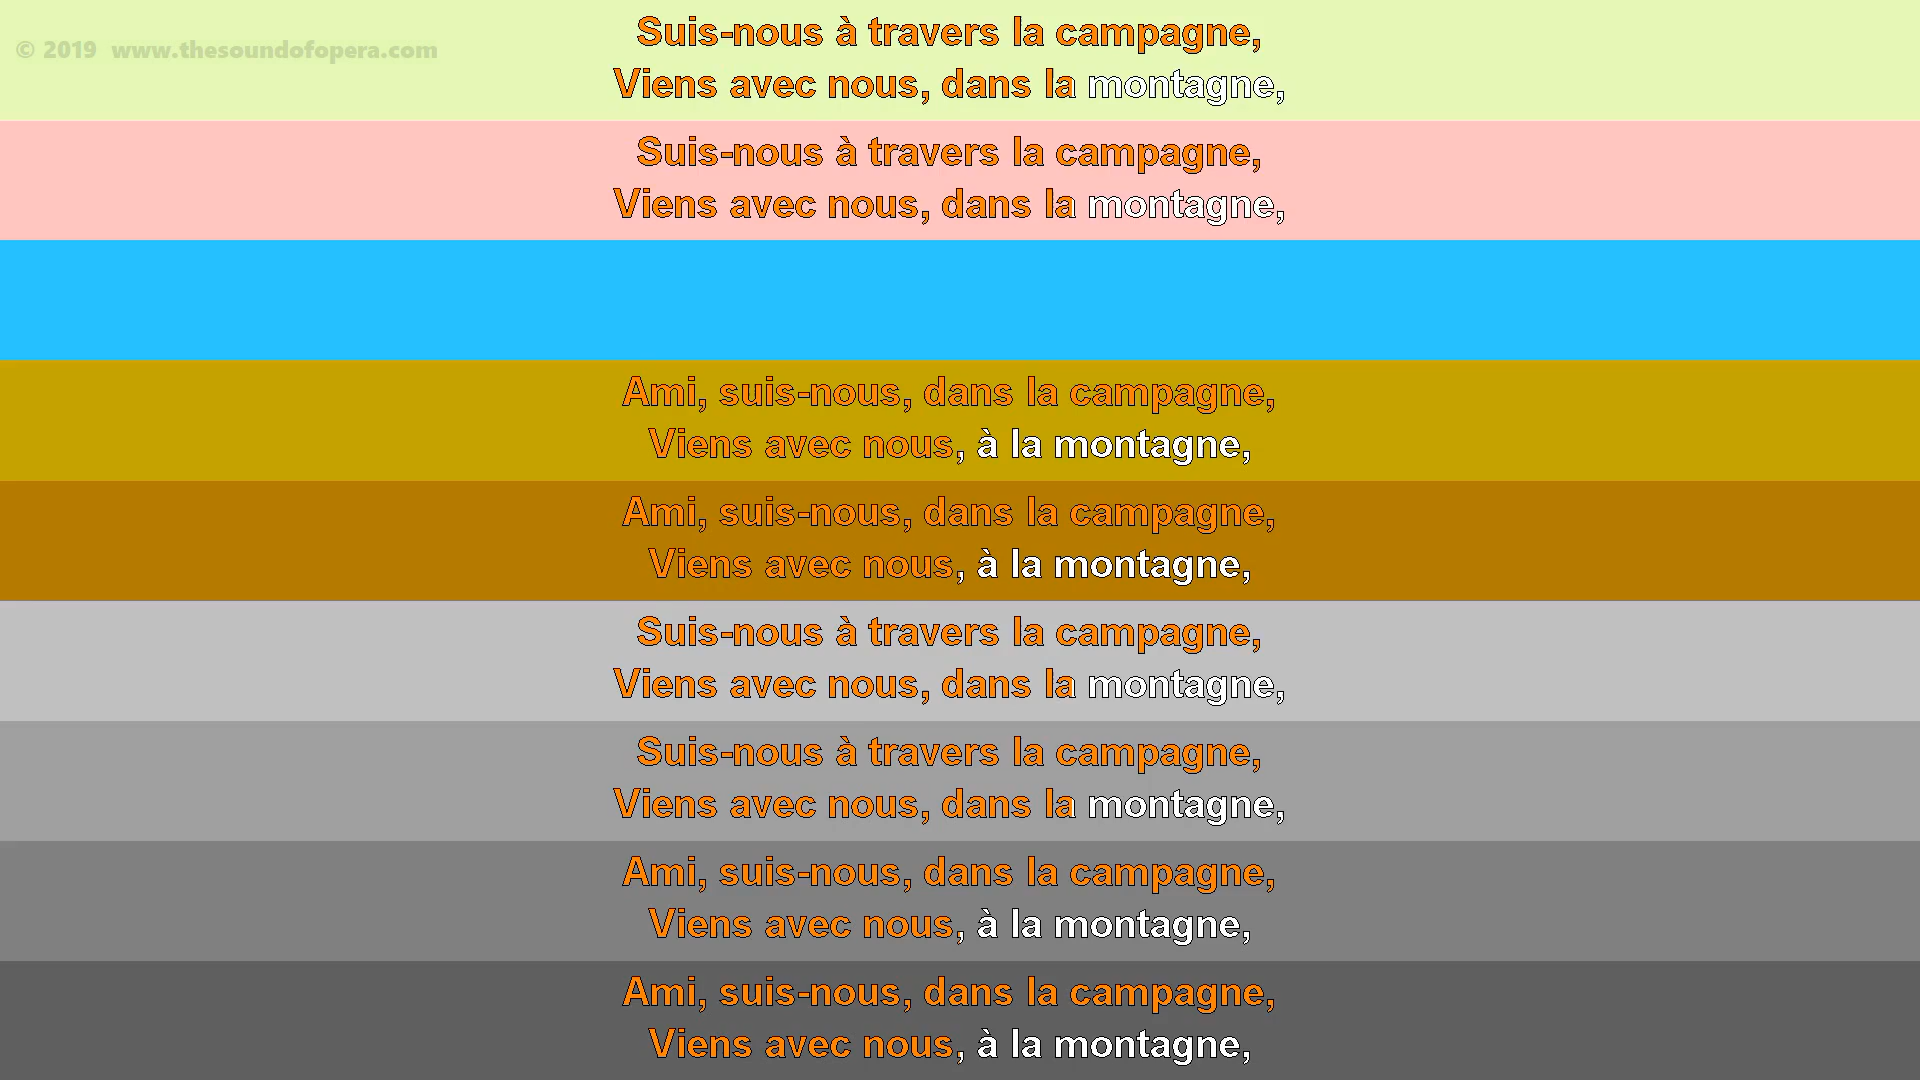 © 2019 www.thesoundofopera.com
Suis-nous à travers la campagne,
Viens avec nous, dans la montagne,
Suis-nous à travers la campagne,
Viens avec nous, dans la montagne,
Ami, suis-nous, dans la campagne,
Viens avec nous, à la montagne,
Ami, suis-nous, dans la campagne,
Viens avec nous, à la montagne,
Suis-nous à travers la campagne,
Viens avec nous, dans la montagne,
Suis-nous à travers la campagne,
Viens avec nous, dans la montagne,
Ami, suis-nous, dans la campagne,
Viens avec nous, à la montagne,
Ami, suis-nous, dans la campagne,
Viens avec nous, à la montagne,